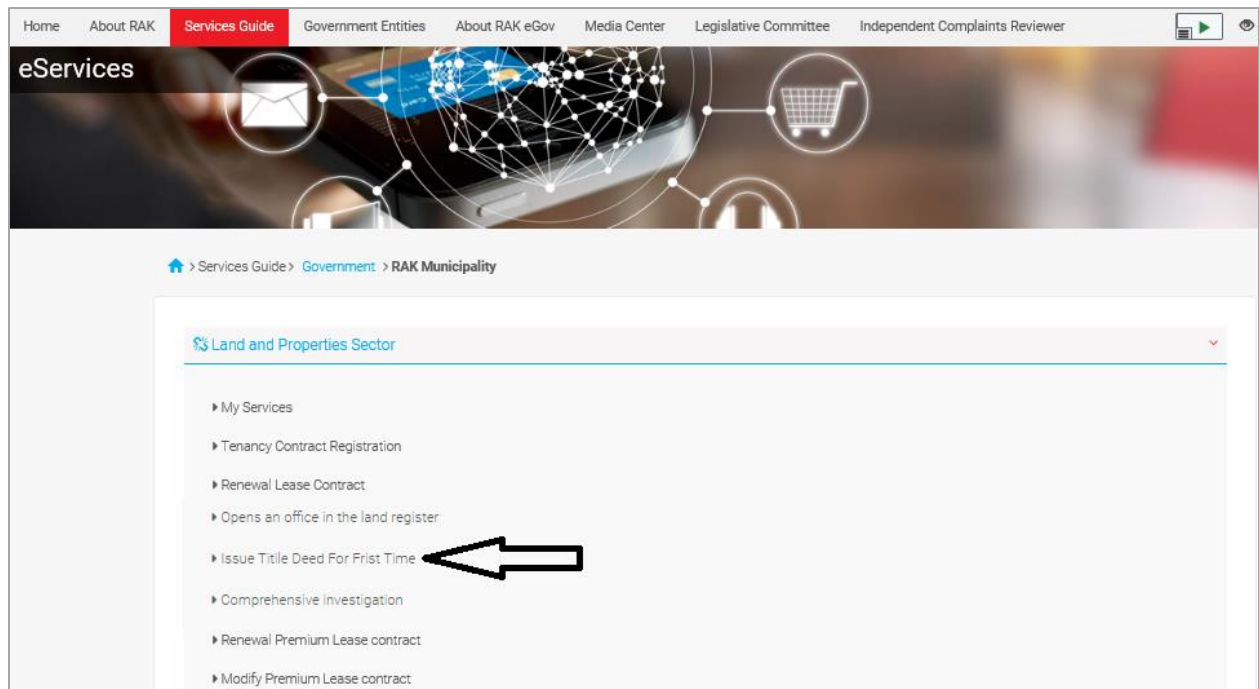 Home About RAK Services Guide Government Entities About RAK eGov Media Center Legislative Committee Independent Complaints Reviewer
eServices
> Services Guide > Government > RAK Municipality
Land and Properties Sector
My Services
Tenancy Contract Registration
Renewal Lease Contract
Opens an office in the land register
Issue Titile Deed For Frist Time
Comprehensive investigation
Renewal Premium Lease contract
Modify Premium Lease contract